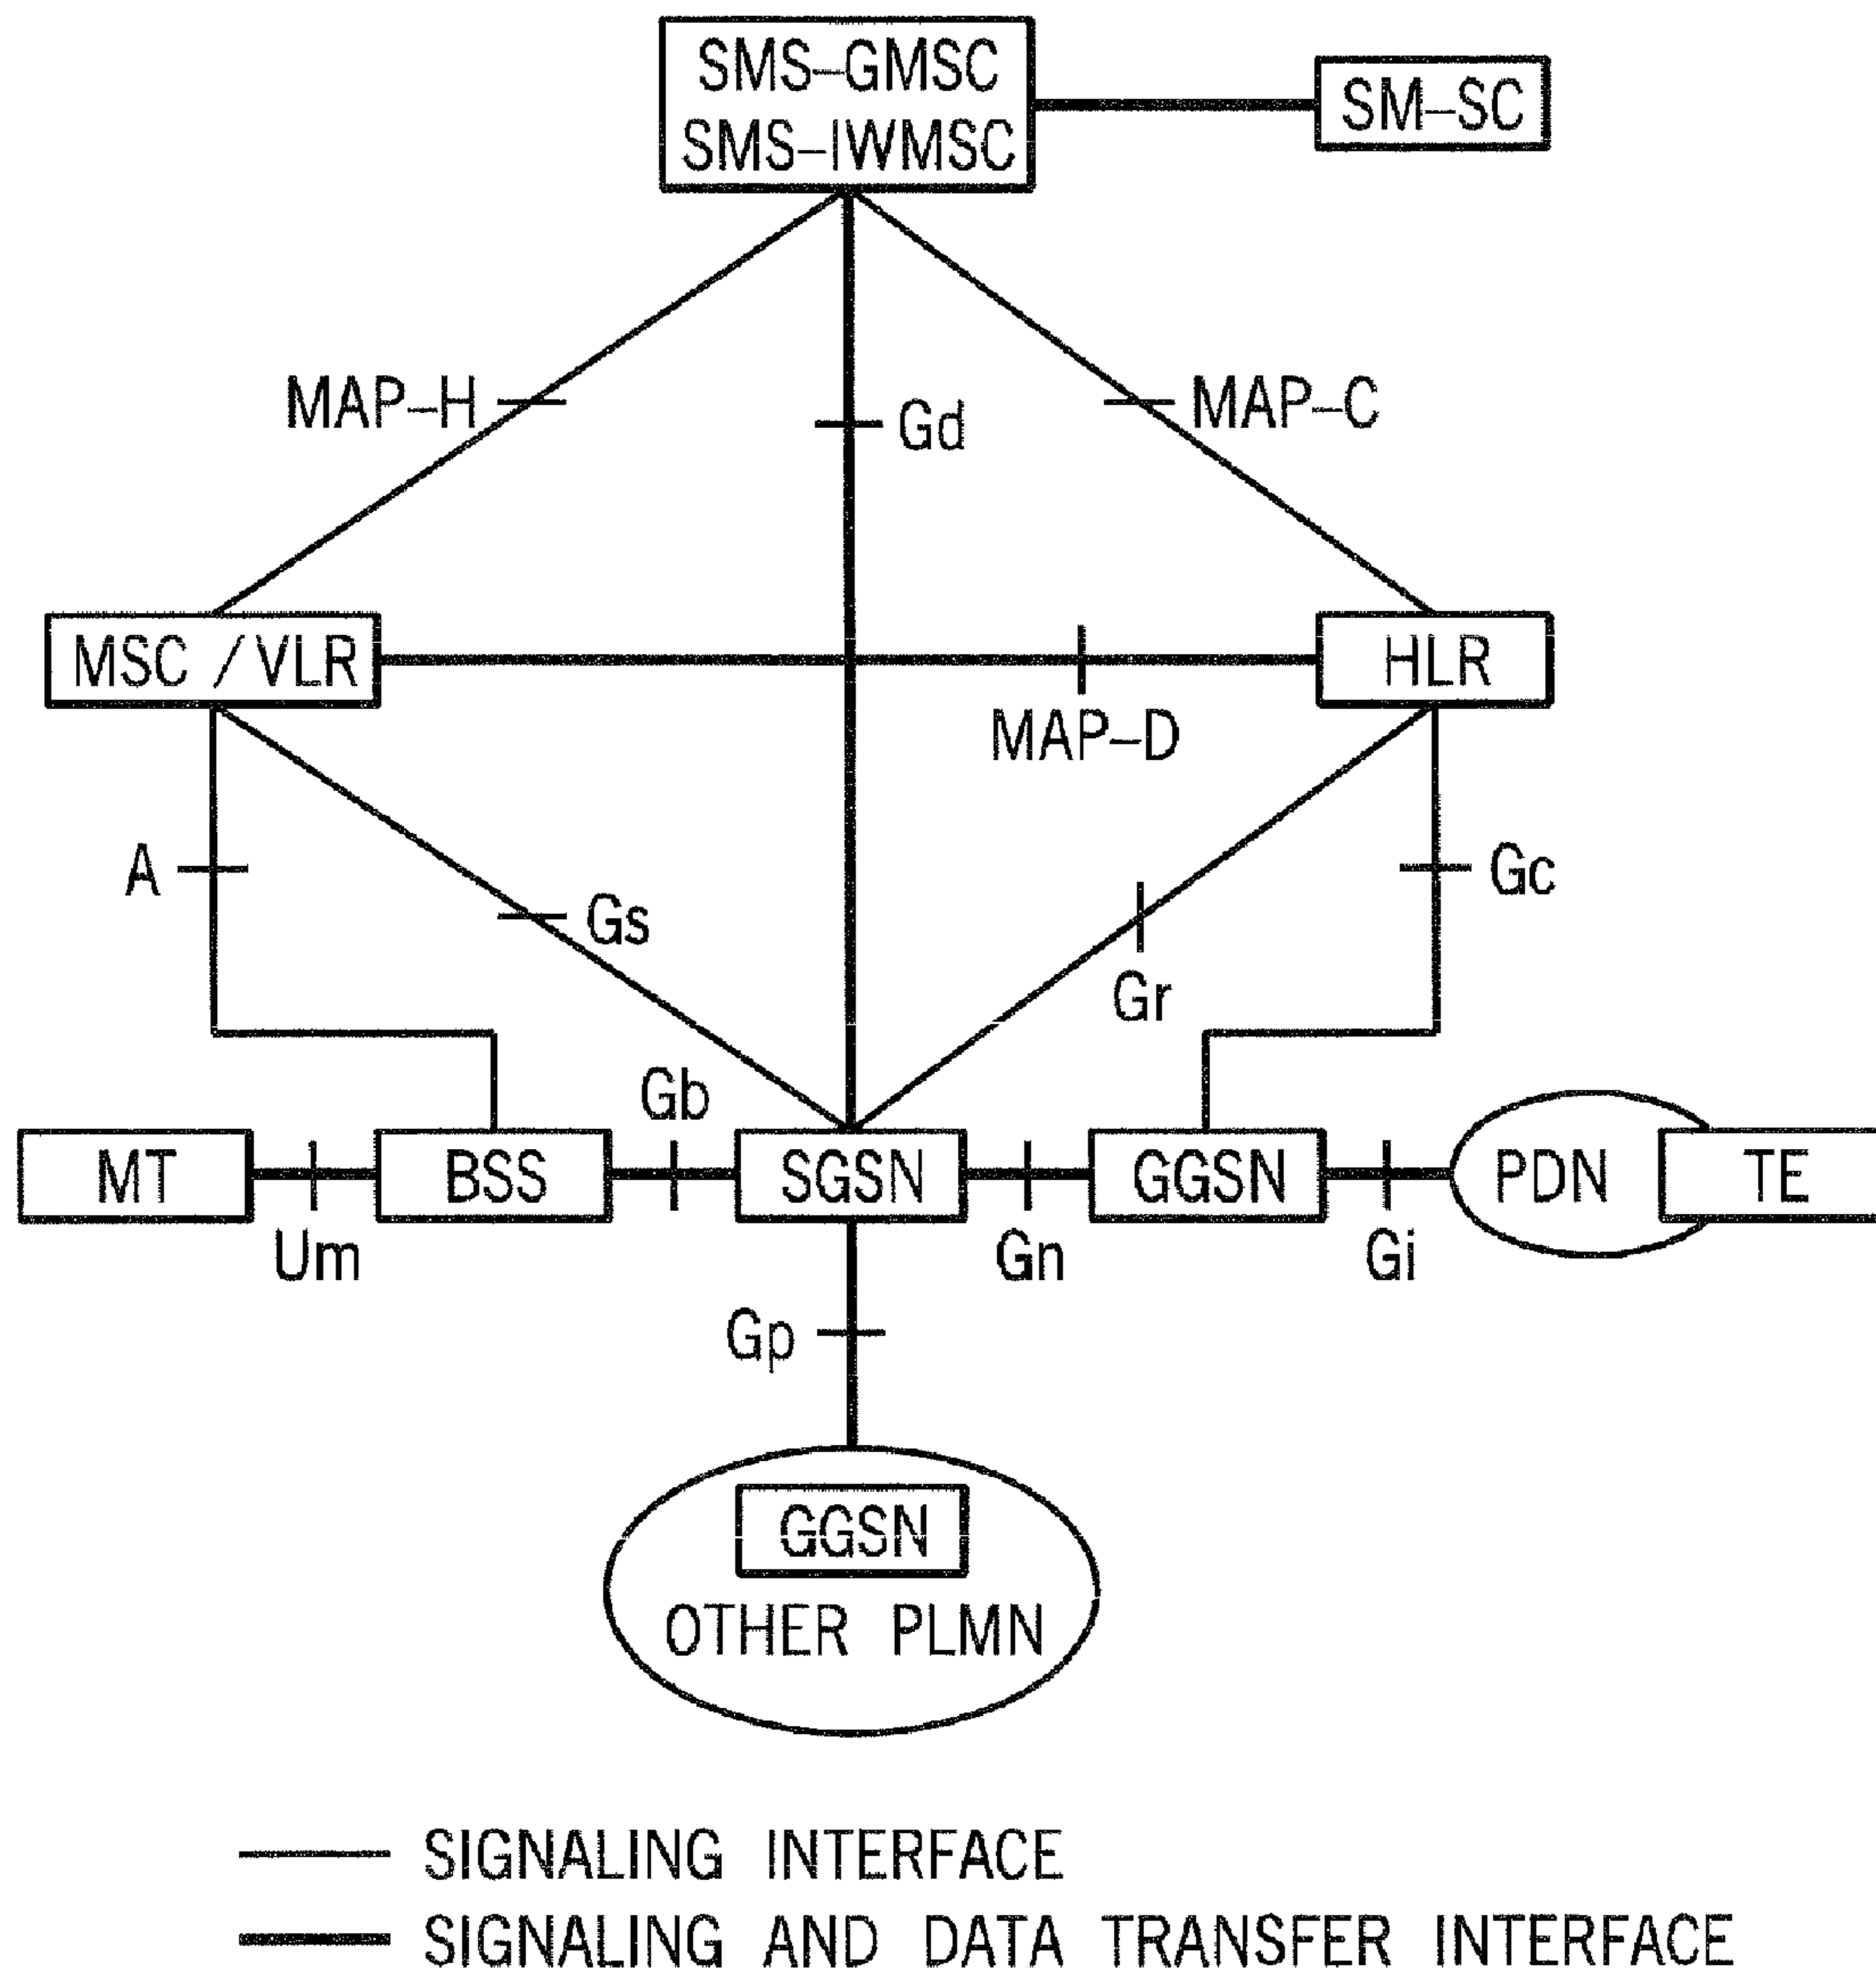 SMS–GMSC
SMS–IWMSC
SM–SC
MAP–H
Gd
MAP–C
MSC / VLR
HLR
MAP–D
A
Gs
Gr
Gc
Gb
MT
BSS
SGSN
GGSN
PDN
TE
Um
Gn
Gi
Gp
GGSN
OTHER PLMN
SIGNALING INTERFACE
SIGNALING AND DATA TRANSFER INTERFACE